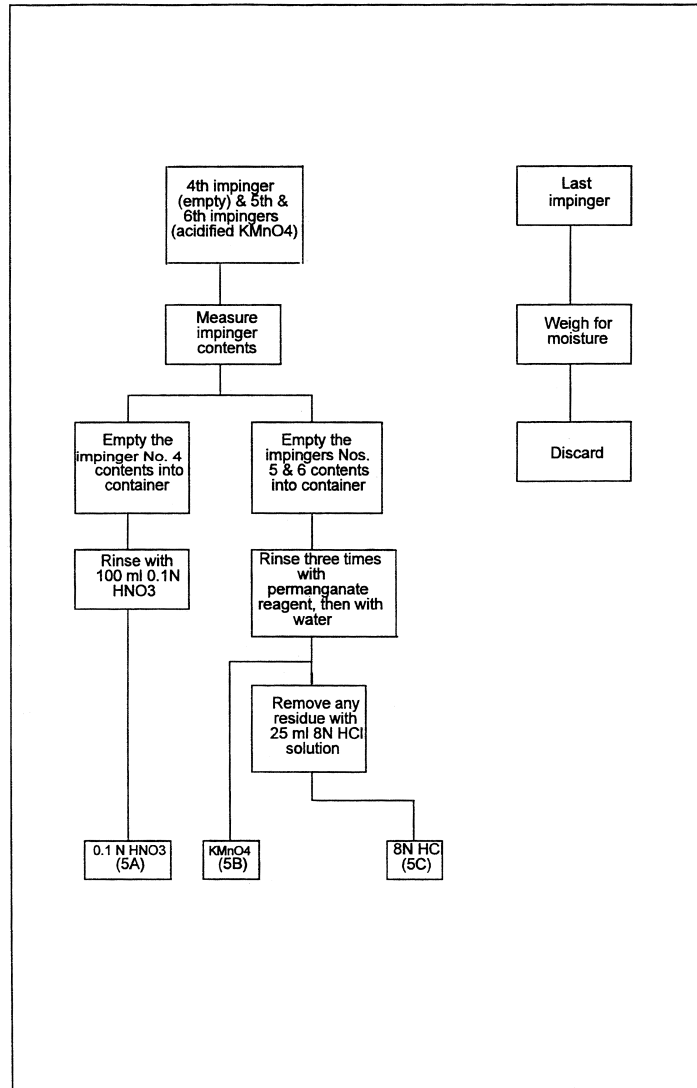 4th impinger
(empty) & 5th &
6th impingers
(acidified KMnO4)
Measure
impinger
contents
Empty the
impinger No. 4
contents into
container
Empty the
impingers Nos.
5 & 6 contents
into container
Rinse with
100 ml 0.1N
HNO3
Rinse three times
with
permanganate
reagent, then with
water
Remove any
residue with
25 ml 8N HCl
solution
0.1 N HNO3
(5A)
KMnO4
(5B)
8N HC
(5C)
Last
impinger
Weigh for
moisture
Discard